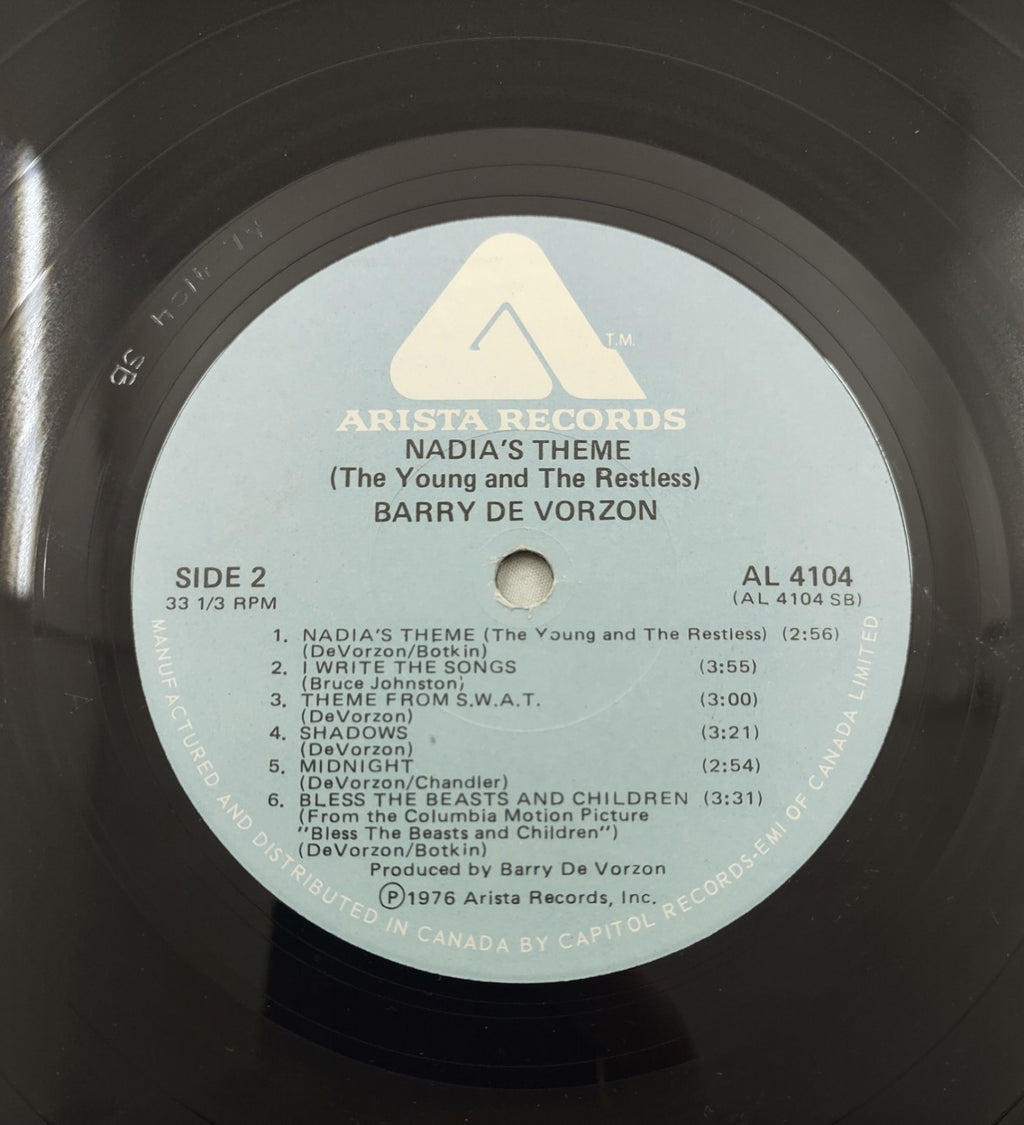 T.M.
ARISTA RECORDS
NADIA'S THEME
(The Young and The Restless)
BARRY DE VORZON
SIDE 2
33 1/3 RPM
AL 4104
(AL 4104 SB)
1. NADIA'S THEME (The Young and The Restless) (2:56)
(DeVorzon/Botkin)
2. I WRITE THE SONGS (3:55)
(Bruce Johnston)
3. THEME FROM S.W.A.T. (3:00)
(DeVorzon)
4. SHADOWS (3:21)
(DeVorzon)
5. MIDNIGHT (2:54)
(DeVorzon/Chandler)
6. BLESS THE BEASTS AND CHILDREN (3:31)
(From the Columbia Motion Picture
"Bless The Beasts and Children")
(DeVorzon/Botkin)
Produced by Barry De Vorzon
Ⓟ1976 Arista Records, Inc.
MANUFACTURED AND DISTRIBUTED IN CANADA BY CAPITOL RECORDS-EMI OF CANADA LIMITED
SB